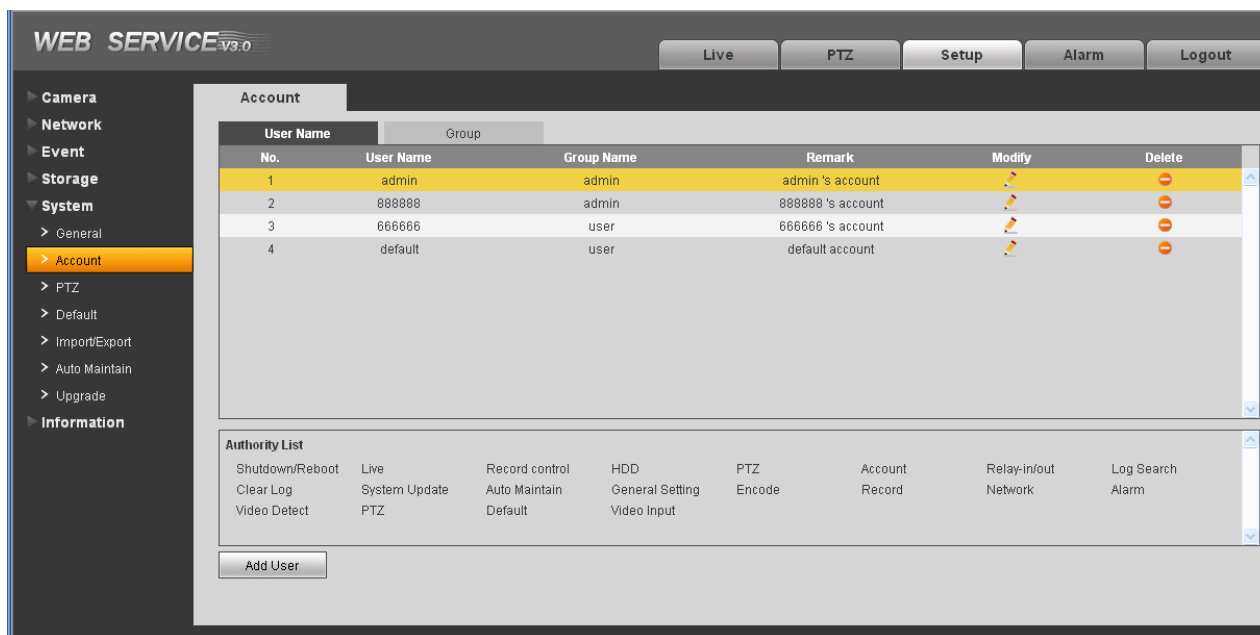 WEB SERVICE V3.0
Live PTZ Setup Alarm Logout
Camera
Network
Event
Storage
System
> General
> Account
> PTZ
> Default
> Import/Export
> Auto Maintain
> Upgrade
Information
Account
User Name Group
No. User Name Group Name Remark Modify Delete
1 admin admin admin 's account
2 888888 admin 888888 's account
3 666666 user 666666 's account
4 default user default account
Authority List
Shutdown/Reboot Live Record control HDD PTZ Account Relay-in/out Log Search
Clear Log System Update Auto Maintain General Setting Encode Record Network Alarm
Video Detect PTZ Default Video Input
Add User